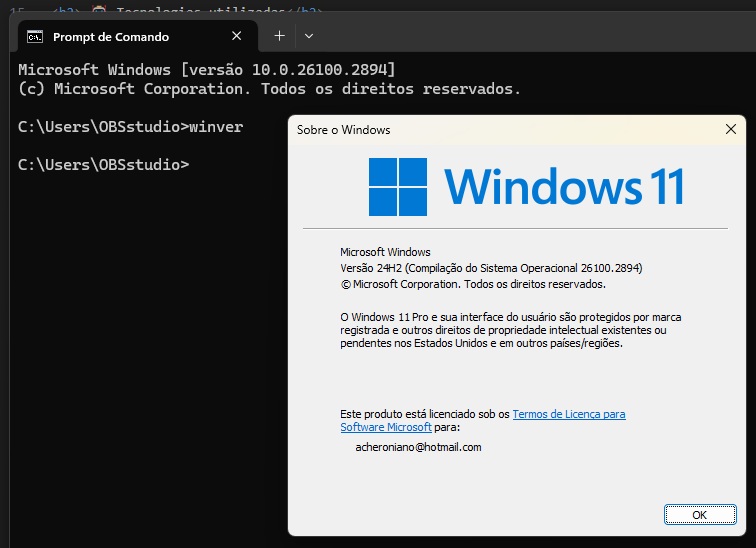 15 <h2> 👨🏻‍💻 Tecnologias utilizadas</h2>
Prompt de Comando
Microsoft Windows [versão 10.0.26100.2894]
(c) Microsoft Corporation. Todos os direitos reservados.
C:\Users\OBSstudio>winver
C:\Users\OBSstudio>
Sobre o Windows
Windows 11
Microsoft Windows
Versão 24H2 (Compilação do Sistema Operacional 26100.2894)
© Microsoft Corporation. Todos os direitos reservados.
O Windows 11 Pro e sua interface do usuário são protegidos por marca
registrada e outros direitos de propriedade intelectual existentes ou
pendentes nos Estados Unidos e em outros países/regiões.
Este produto está licenciado sob os Termos de Licença para
Software Microsoft para:
acheroniano@hotmail.com
OK